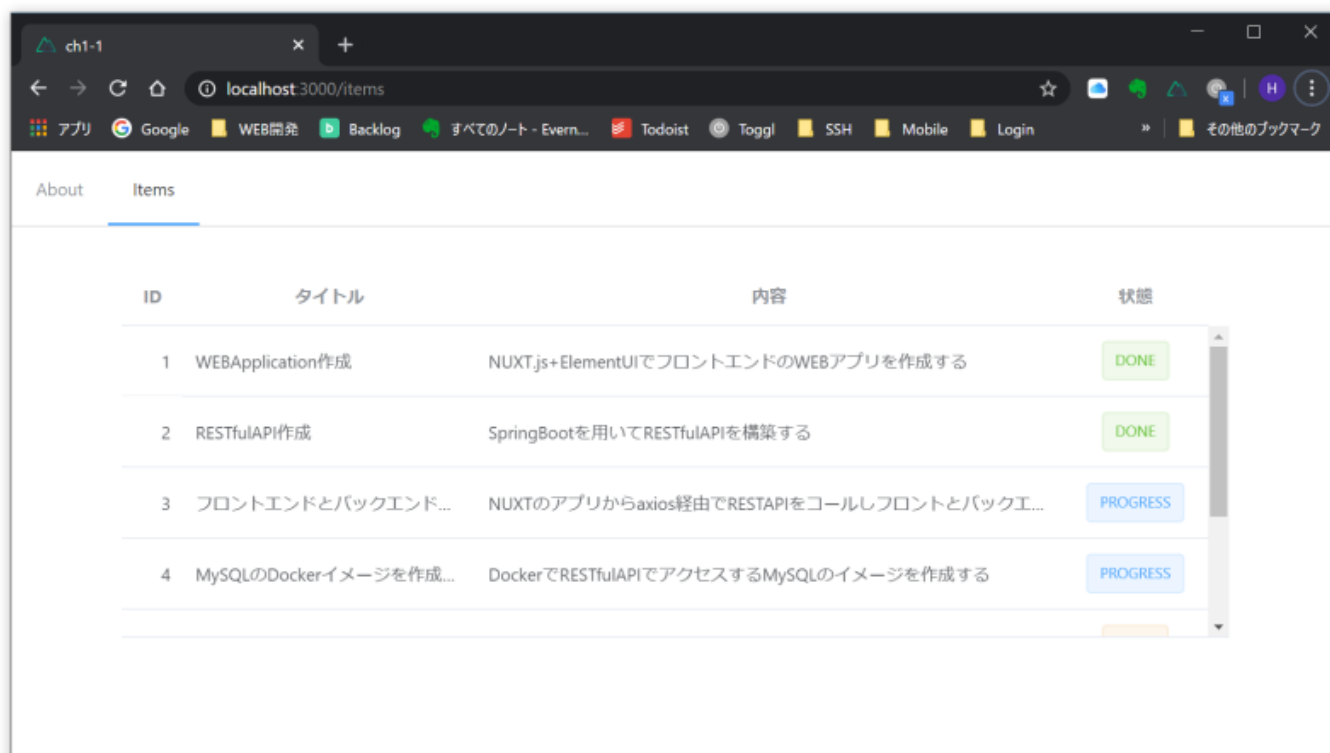 ch1-1
localhost:3000/items
アプリ Google WEB開発 Backlog すべてのノート - Evern... Todoist Toggl SSH Mobile Login » その他のブックマーク
About Items
ID タイトル 内容 状態
1 WEBApplication作成 NUXT.js+ElementUIでフロントエンドのWEBアプリを作成する DONE
2 RESTfulAPI作成 SpringBootを用いてRESTfulAPIを構築する DONE
3 フロントエンドとバックエンド... NUXTのアプリからaxios経由でRESTAPIをコールしフロントとバックエ... PROGRESS
4 MySQLのDockerイメージを作成... DockerでRESTfulAPIでアクセスするMySQLのイメージを作成する PROGRESS